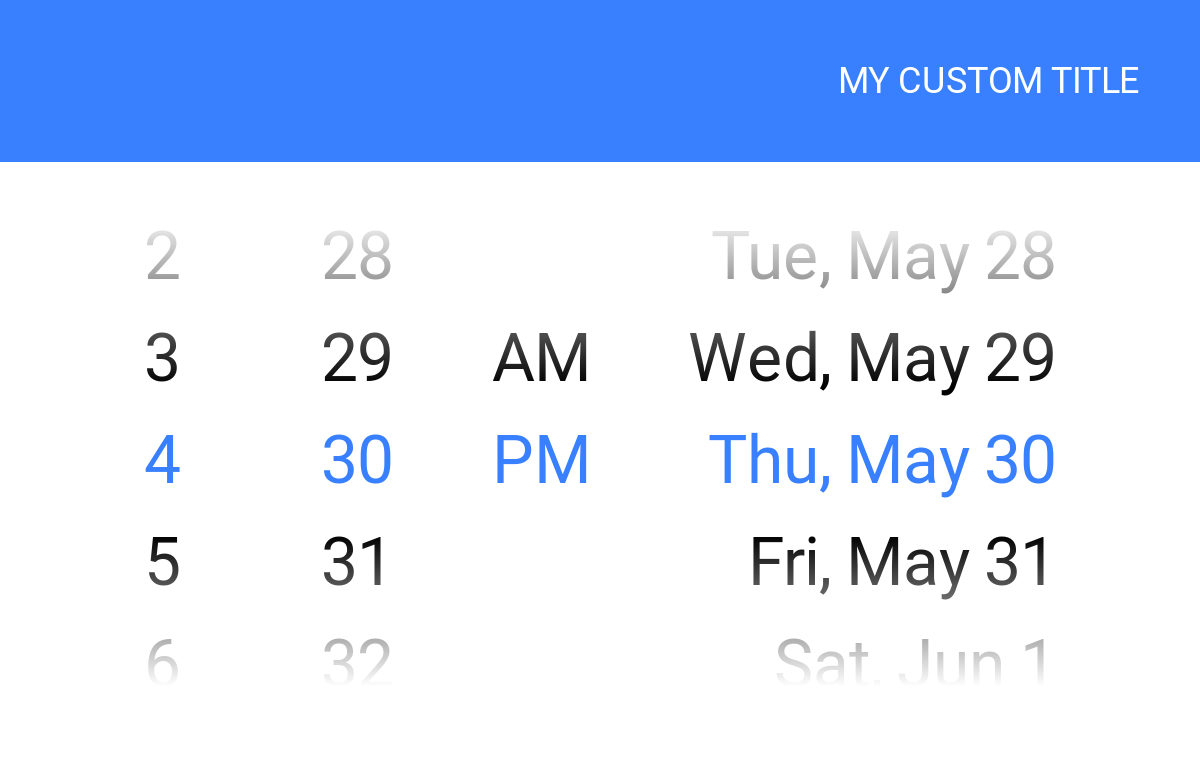 MY CUSTOM TITLE
2 28 Tue, May 28
3 29 AM Wed, May 29
4 30 PM Thu, May 30
5 31 Fri, May 31
6 32 Sat, Jun 1